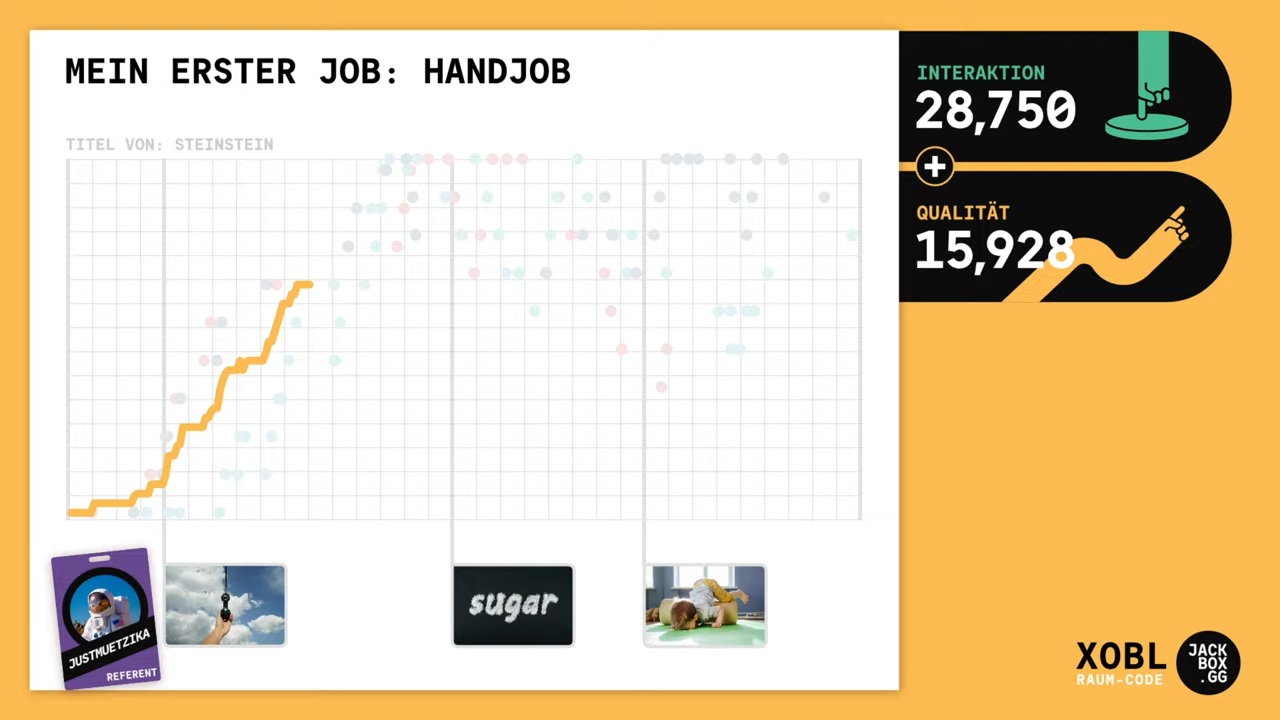 MEIN ERSTER JOB: HANDJOB
TITEL VON: STEINSTEIN
INTERAKTION
28,750
+
QUALITÄT
15,928
sugar
JUSTMUETZIKA
REFERENT
XOBL
RAUM-CODE
JACK
BOX
.GG